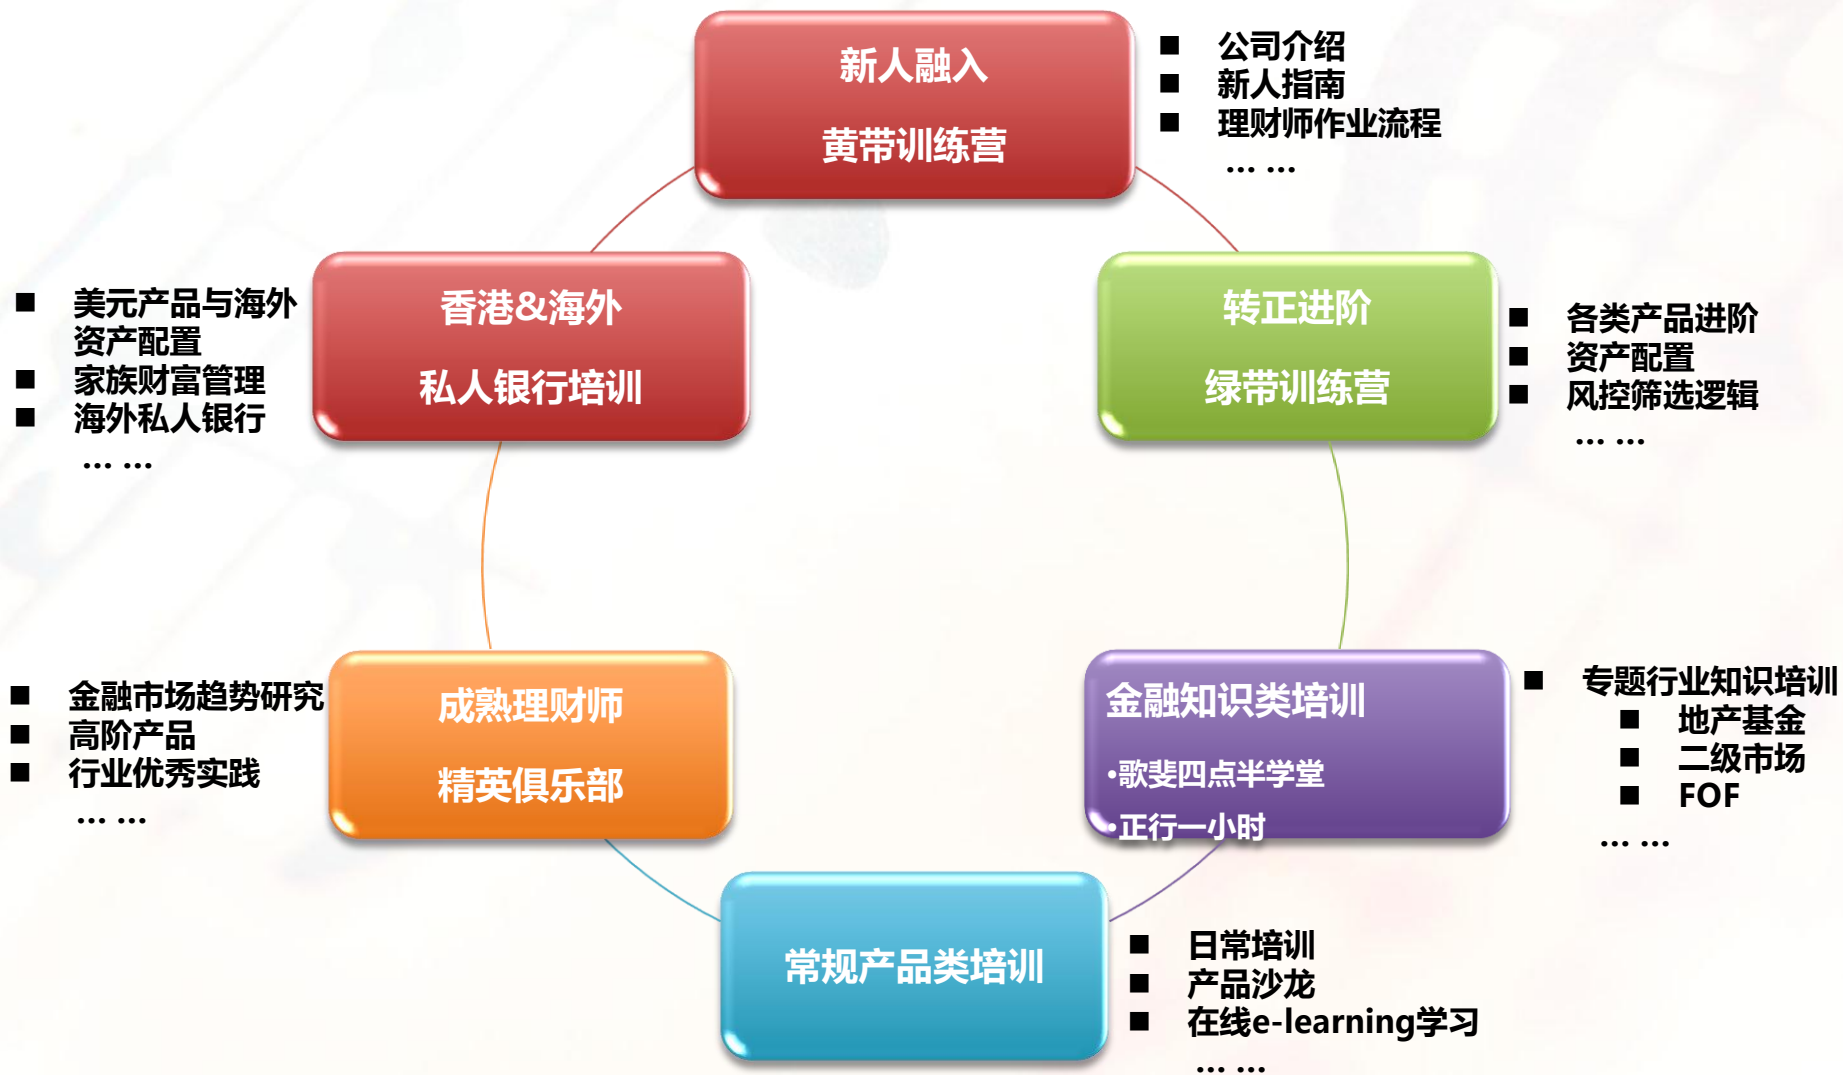 新人融入
黄带训练营
■ 公司介绍
■ 新人指南
■ 理财师作业流程
... ...
香港&海外
私人银行培训
■ 美元产品与海外
资产配置
■ 家族财富管理
■ 海外私人银行
... ...
转正进阶
绿带训练营
■ 各类产品进阶
■ 资产配置
■ 风控筛选逻辑
... ...
成熟理财师
精英俱乐部
■ 金融市场趋势研究
■ 高阶产品
■ 行业优秀实践
... ...
金融知识类培训
•歌斐四点半学堂
•正行一小时
■ 专题行业知识培训
■ 地产基金
■ 二级市场
■ FOF
... ...
常规产品类培训
■ 日常培训
■ 产品沙龙
■ 在线e-learning学习
... ...